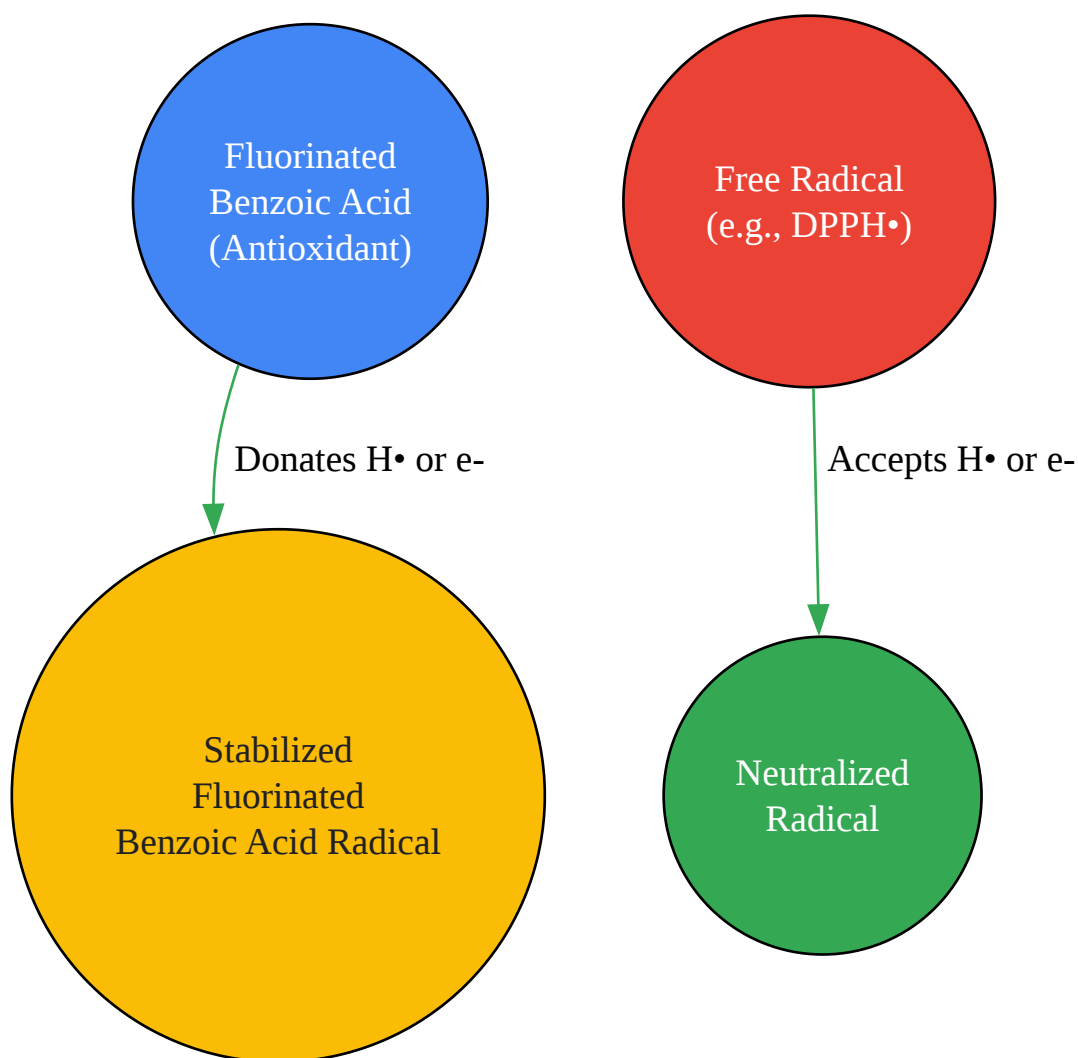 Fluorinated
Benzoic Acid
(Antioxidant)
Free Radical
(e.g., DPPH•)
Donates H• or e-
Accepts H• or e-
Stabilized
Fluorinated
Benzoic Acid Radical
Neutralized
Radical